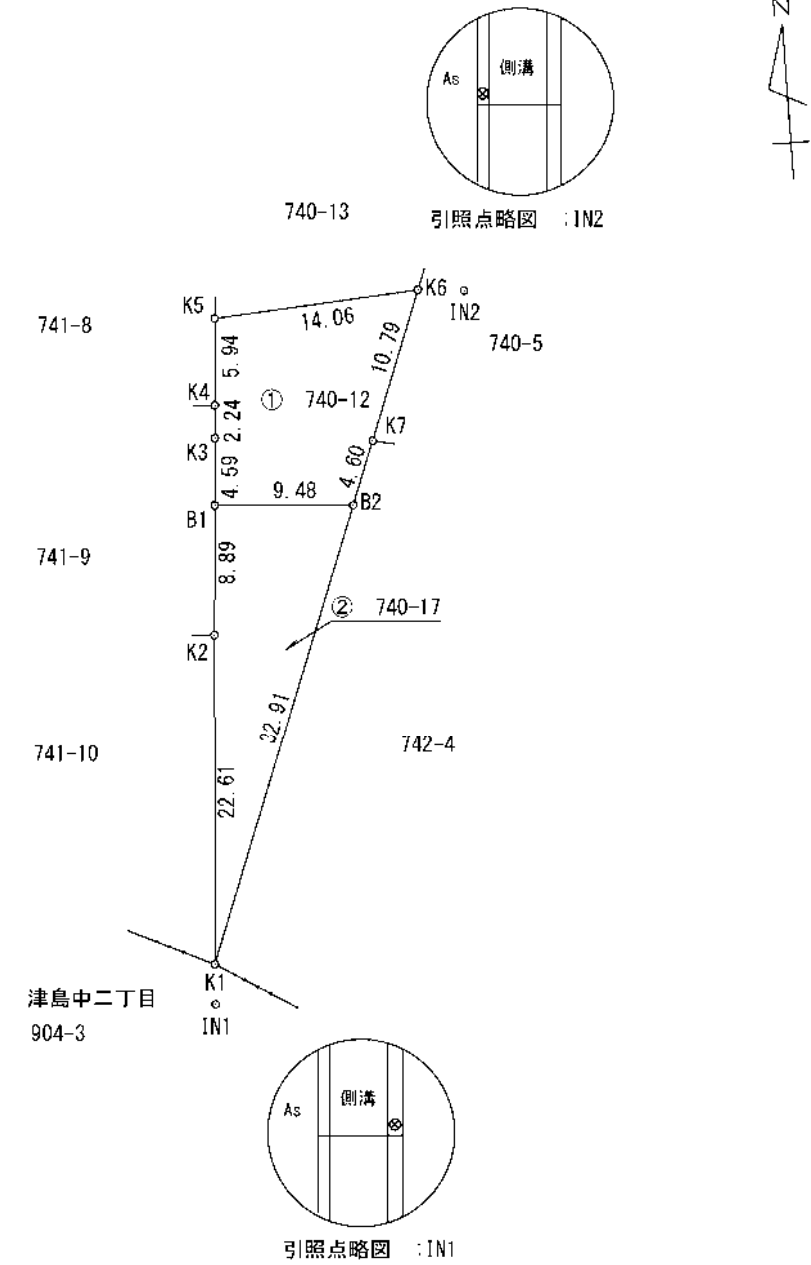 N
As
側溝
引照点略図 :IN2
740-13
K5
K6
IN2
14.06
741-8
5.94
10.79
740-5
K4
① 740-12
2.24
K3
K7
4.59
4.60
9.48
B1
B2
741-9
8.89
② 740-17
K2
32.91
741-10
742-4
22.61
K1
津島中二丁目
904-3
IN1
As
側溝
引照点略図 :IN1